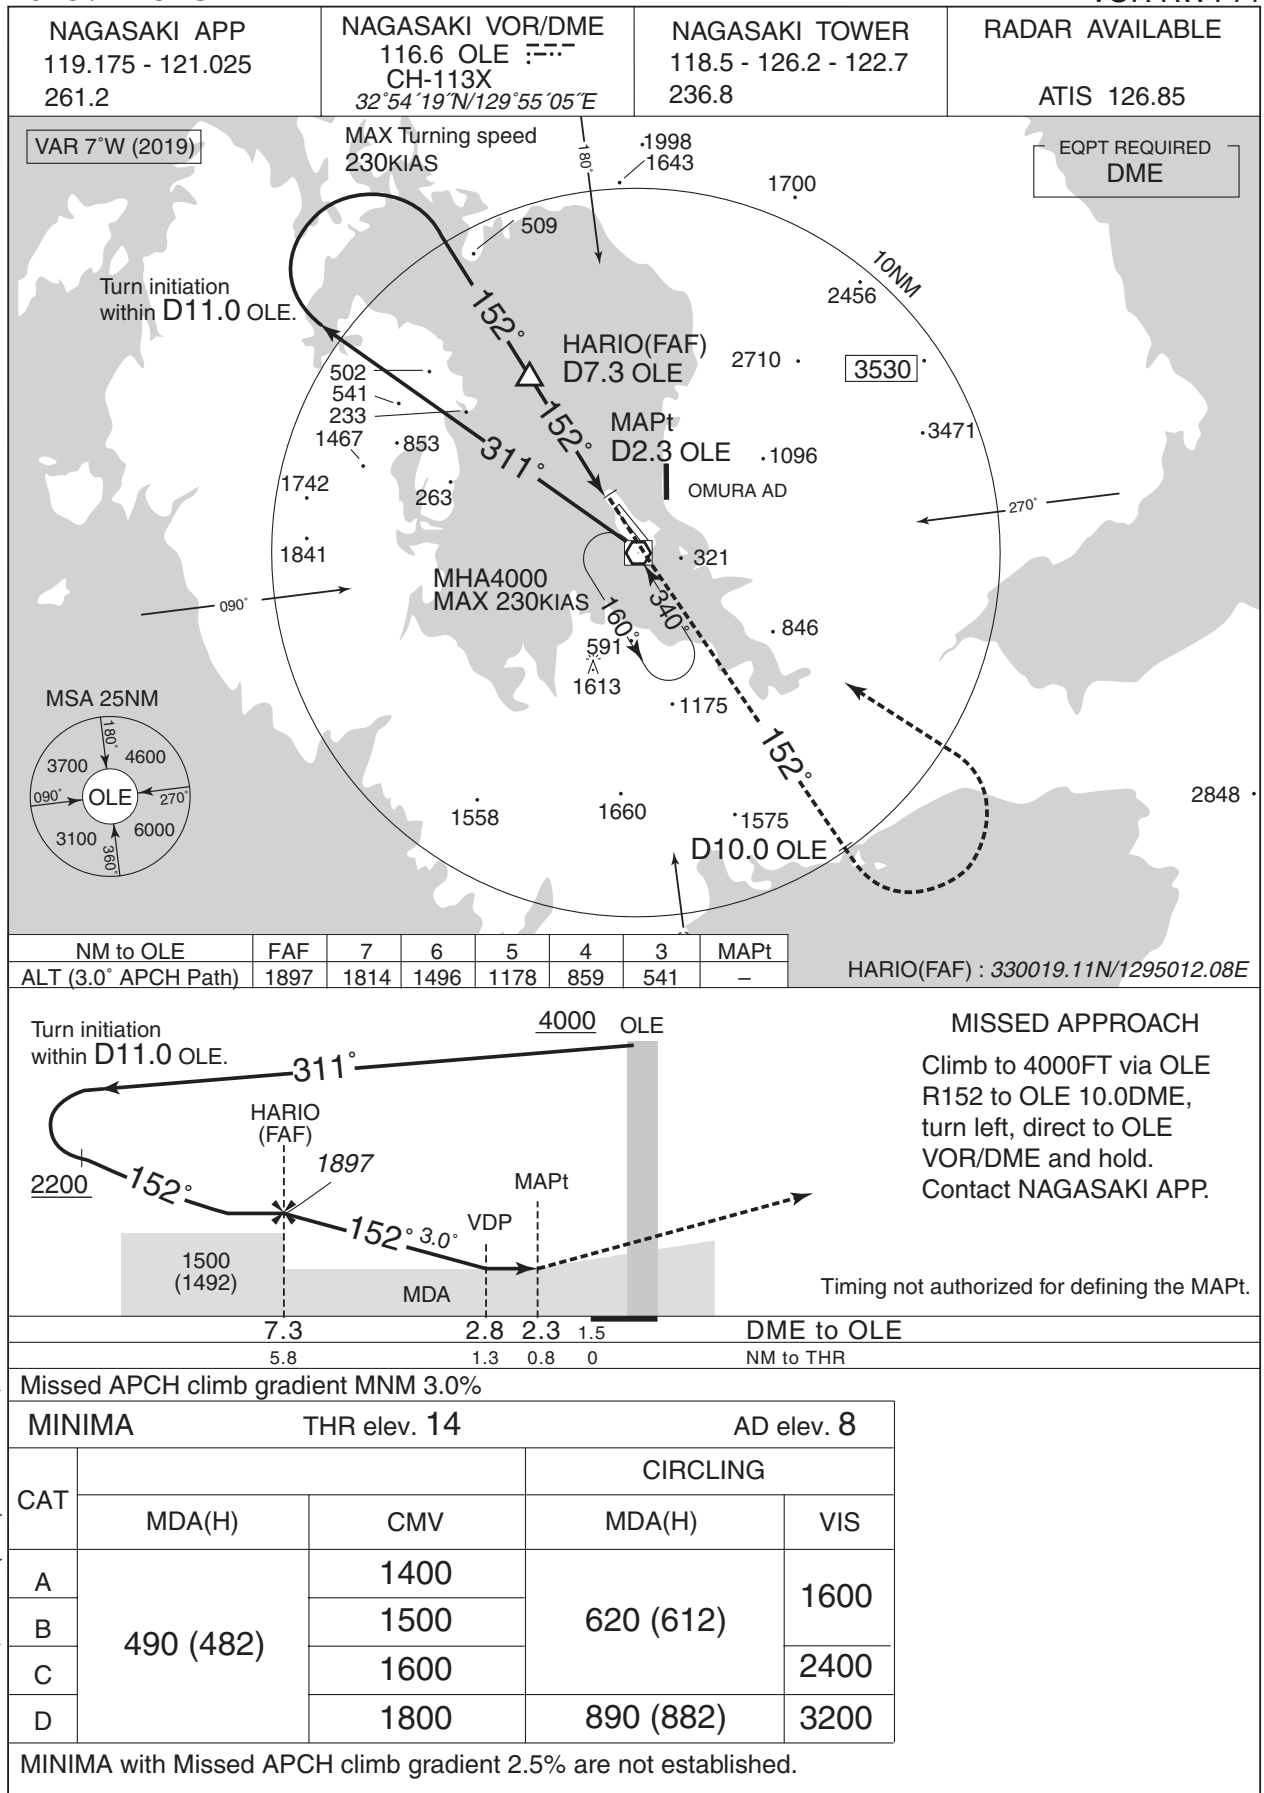 NAGASAKI APP
119.175 - 121.025
261.2
NAGASAKI VOR/DME
116.6 OLE
CH-113X
32°54´19˝N/129°55´05˝E
NAGASAKI TOWER
118.5 - 126.2 - 122.7
236.8
RADAR AVAILABLE
ATIS 126.85
VAR 7°W (2019)
MAX Turning speed
230KIAS
180°
1998
1643
1700
EQPT REQUIRED
DME
509
10NM
2456
Turn initiation
within D11.0 OLE.
152°
HARIO(FAF)
D7.3 OLE
2710
3530
502
541
233
1467
853
152°
MAPt
D2.3 OLE
1096
3471
311°
1742
263
OMURA AD
270°
1841
321
MHA4000
MAX 230KIAS
090°
160°
340°
591
1613
846
1175
MSA 25NM
180°
3700
4600
090°
OLE
270°
3100
6000
360°
152°
2848
1558
1660
1575
D10.0 OLE
NM to OLE FAF 7 6 5 4 3 MAPt
ALT (3.0° APCH Path) 1897 1814 1496 1178 859 541 –
HARIO(FAF) : 330019.11N/1295012.08E
Turn initiation
within D11.0 OLE.
4000 OLE
311°
HARIO
(FAF)
1897
2200
152°
MAPt
152° 3.0°
VDP
1500
(1492)
MDA
MISSED APPROACH
Climb to 4000FT via OLE
R152 to OLE 10.0DME,
turn left, direct to OLE
VOR/DME and hold.
Contact NAGASAKI APP.
Timing not authorized for defining the MAPt.
7.3 2.8 2.3 1.5 DME to OLE
5.8 1.3 0.8 0 NM to THR
Missed APCH climb gradient MNM 3.0%
MINIMA THR elev. 14 AD elev. 8
CAT
CIRCLING
MDA(H) CMV MDA(H) VIS
A 1400
B 1500
C 1600
D 1800
490 (482)
620 (612)
890 (882)
1600
2400
3200
MINIMA with Missed APCH climb gradient 2.5% are not established.